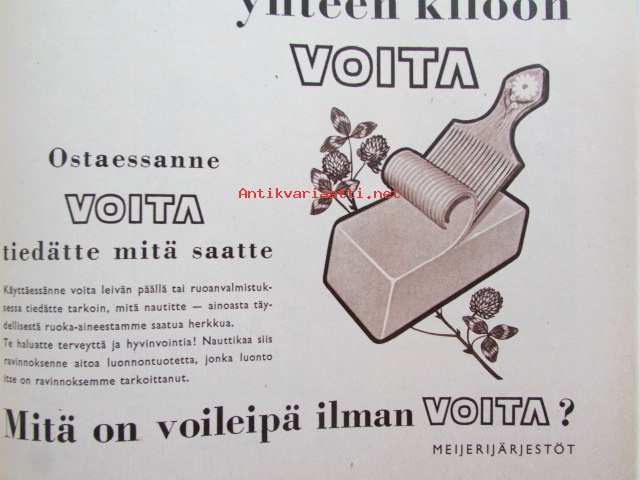 yhteen kiloon
VOITA
Ostaessanne
VOITA
tiedätte mitä saatte
Käyttäessänne voita leivän päällä tai ruoanvalmistuk-
sessa tiedätte tarkoin, mitä nautitte — ainoasta täy-
dellisestä ruoka-aineestamme saatua herkkua.
Te haluatte terveyttä ja hyvinvointia! Nauttikaa siis
ravinnoksenne aitoa luonnontuotetta, jonka luonto
itse on ravinnoksemme tarkoittanut.
Mitä on voileipä ilman VOITA?
MEIJERIJÄRJESTÖT
Antikvariaatti.net